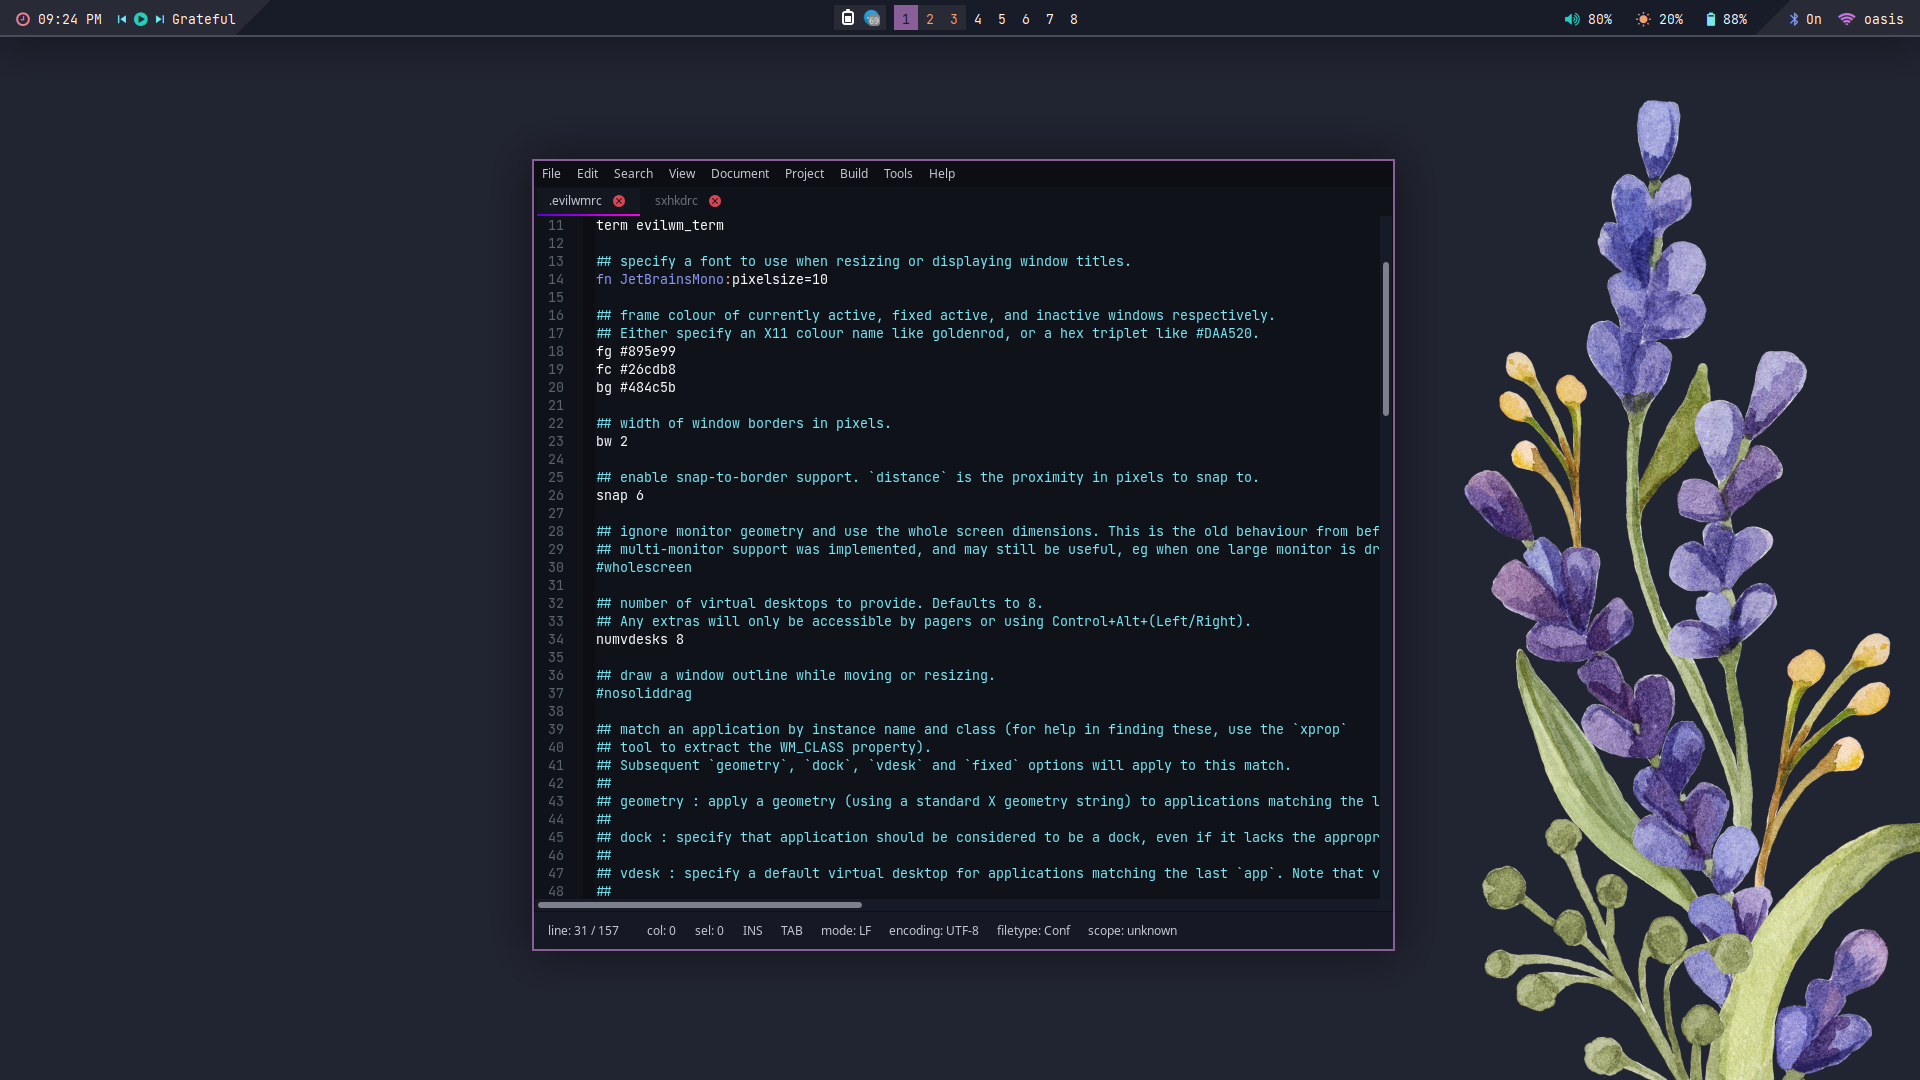 09:24 PM Grateful
69 1 2 3 4 5 6 7 8
80% 20% 88% On oasis
File Edit Search View Document Project Build Tools Help
.evilwmrc sxhkdrc
11 term evilwm_term
12
13 ## specify a font to use when resizing or displaying window titles.
14 fn JetBrainsMono:pixelsize=10
15
16 ## frame colour of currently active, fixed active, and inactive windows respectively.
17 ## Either specify an X11 colour name like goldenrod, or a hex triplet like #DAA520.
18 fg #895e99
19 fc #26cdb8
20 bg #484c5b
21
22 ## width of window borders in pixels.
23 bw 2
24
25 ## enable snap-to-border support. `distance` is the proximity in pixels to snap to.
26 snap 6
27
28 ## ignore monitor geometry and use the whole screen dimensions. This is the old behaviour from bef
29 ## multi-monitor support was implemented, and may still be useful, eg when one large monitor is dr
30 #wholescreen
31
32 ## number of virtual desktops to provide. Defaults to 8.
33 ## Any extras will only be accessible by pagers or using Control+Alt+(Left/Right).
34 numvdesks 8
35
36 ## draw a window outline while moving or resizing.
37 #nosoliddrag
38
39 ## match an application by instance name and class (for help in finding these, use the `xprop`
40 ## tool to extract the WM_CLASS property).
41 ## Subsequent `geometry`, `dock`, `vdesk` and `fixed` options will apply to this match.
42 ##
43 ## geometry : apply a geometry (using a standard X geometry string) to applications matching the l
44 ##
45 ## dock : specify that application should be considered to be a dock, even if it lacks the appropr
46 ##
47 ## vdesk : specify a default virtual desktop for applications matching the last `app`. Note that v
48 ##
line: 31 / 157 col: 0 sel: 0 INS TAB mode: LF encoding: UTF-8 filetype: Conf scope: unknown